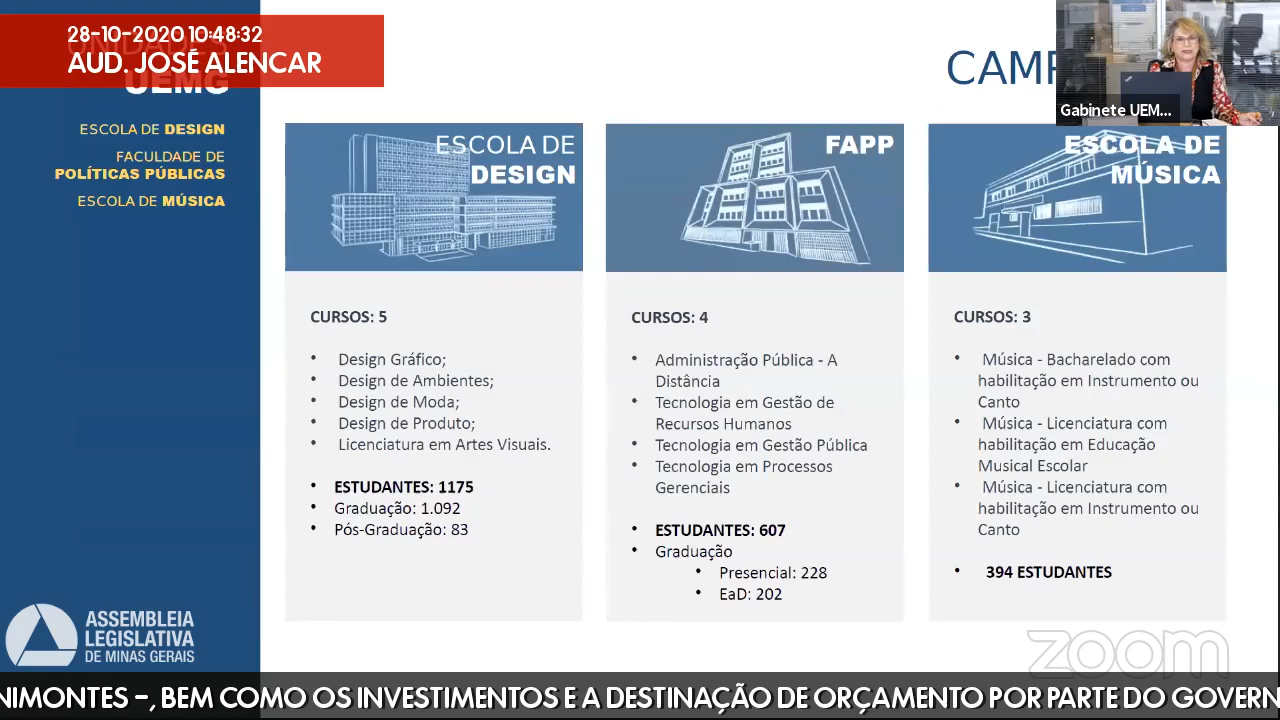 28-10-2020 10:48:32
AUD. JOSÉ ALENCAR
UEMG
ESCOLA DE DESIGN
FACULDADE DE
POLÍTICAS PÚBLICAS
ESCOLA DE MÚSICA
Gabinete UEM...
ESCOLA DE
DESIGN
CURSOS: 5
• Design Gráfico;
• Design de Ambientes;
• Design de Moda;
• Design de Produto;
• Licenciatura em Artes Visuais.
• ESTUDANTES: 1175
• Graduação: 1.092
• Pós-Graduação: 83
FAPP
CURSOS: 4
• Administração Pública - A
Distância
• Tecnologia em Gestão de
Recursos Humanos
• Tecnologia em Gestão Pública
• Tecnologia em Processos
Gerenciais
• ESTUDANTES: 607
• Graduação
• Presencial: 228
• EaD: 202
ESCOLA DE
MÚSICA
CURSOS: 3
• Música - Bacharelado com
habilitação em Instrumento ou
Canto
• Música - Licenciatura com
habilitação em Educação
Musical Escolar
• Música - Licenciatura com
habilitação em Instrumento ou
Canto
• 394 ESTUDANTES
ASSEMBLEIA
LEGISLATIVA
DE MINAS GERAIS
zoom
NIMONTES –, BEM COMO OS INVESTIMENTOS E A DESTINAÇÃO DE ORÇAMENTO POR PARTE DO GOVERN